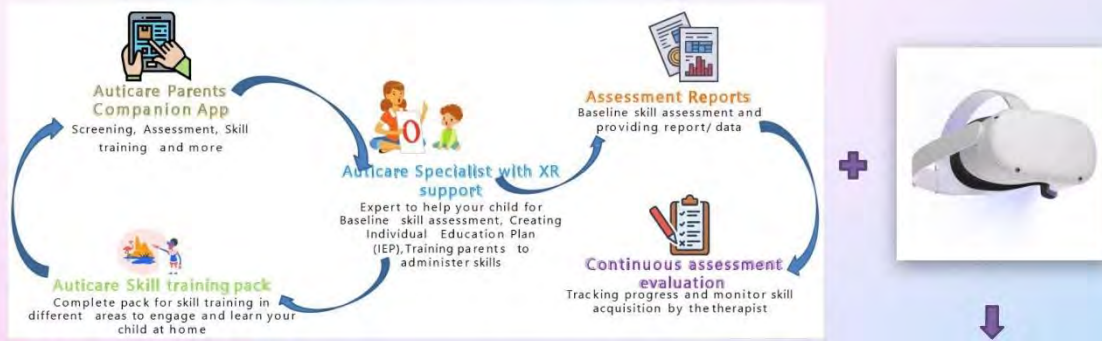 Auticare Parents
Companion App
Screening, Assessment, Skill
training and more
Auticare Specialist with XR
support
Expert to help your child for
Baseline skill assessment, Creating
Individual Education Plan
(IEP),Training parents to
administer skills
Assessment Reports
Baseline skill assessment and
providing report/ data
Auticare Skill training pack
Complete pack for skill training in
different areas to engage and learn your
child at home
Continuous assessment
evaluation
Tracking progress and monitor skill
acquisition by thetherapist